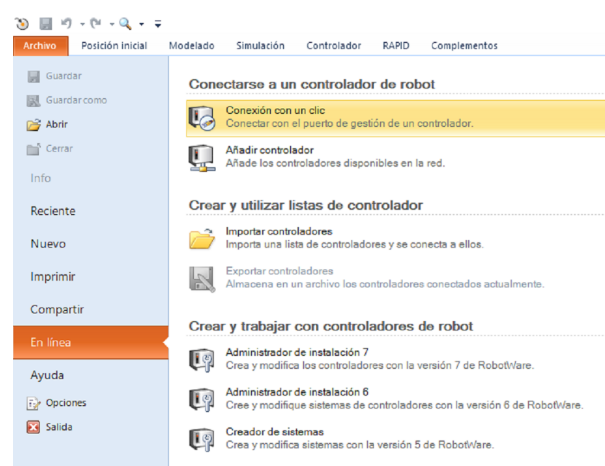 Archivo Posición inicial Modelado Simulación Controlador RAPID Complementos
Guardar
Guardar como
Abrir
Cerrar
Info
Reciente
Nuevo
Imprimir
Compartir
En línea
Ayuda
Opciones
Salida
Conectarse a un controlador de robot
Conexión con un clic
Conectar con el puerto de gestión de un controlador.
Añadir controlador
Añade los controladores disponibles en la red.
Crear y utilizar listas de controlador
Importar controladores
Importa una lista de controladores y se conecta a ellos.
Exportar controladores
Almacena en un archivo los controladores conectados actualmente.
Crear y trabajar con controladores de robot
Administrador de instalación 7
Crea y modifica los controladores con la versión 7 de RobotWare.
Administrador de instalación 6
Cree y modifique sistemas de controladores con la versión 6 de RobotWare.
Creador de sistemas
Crea y modifica sistemas con la versión 5 de RobotWare.